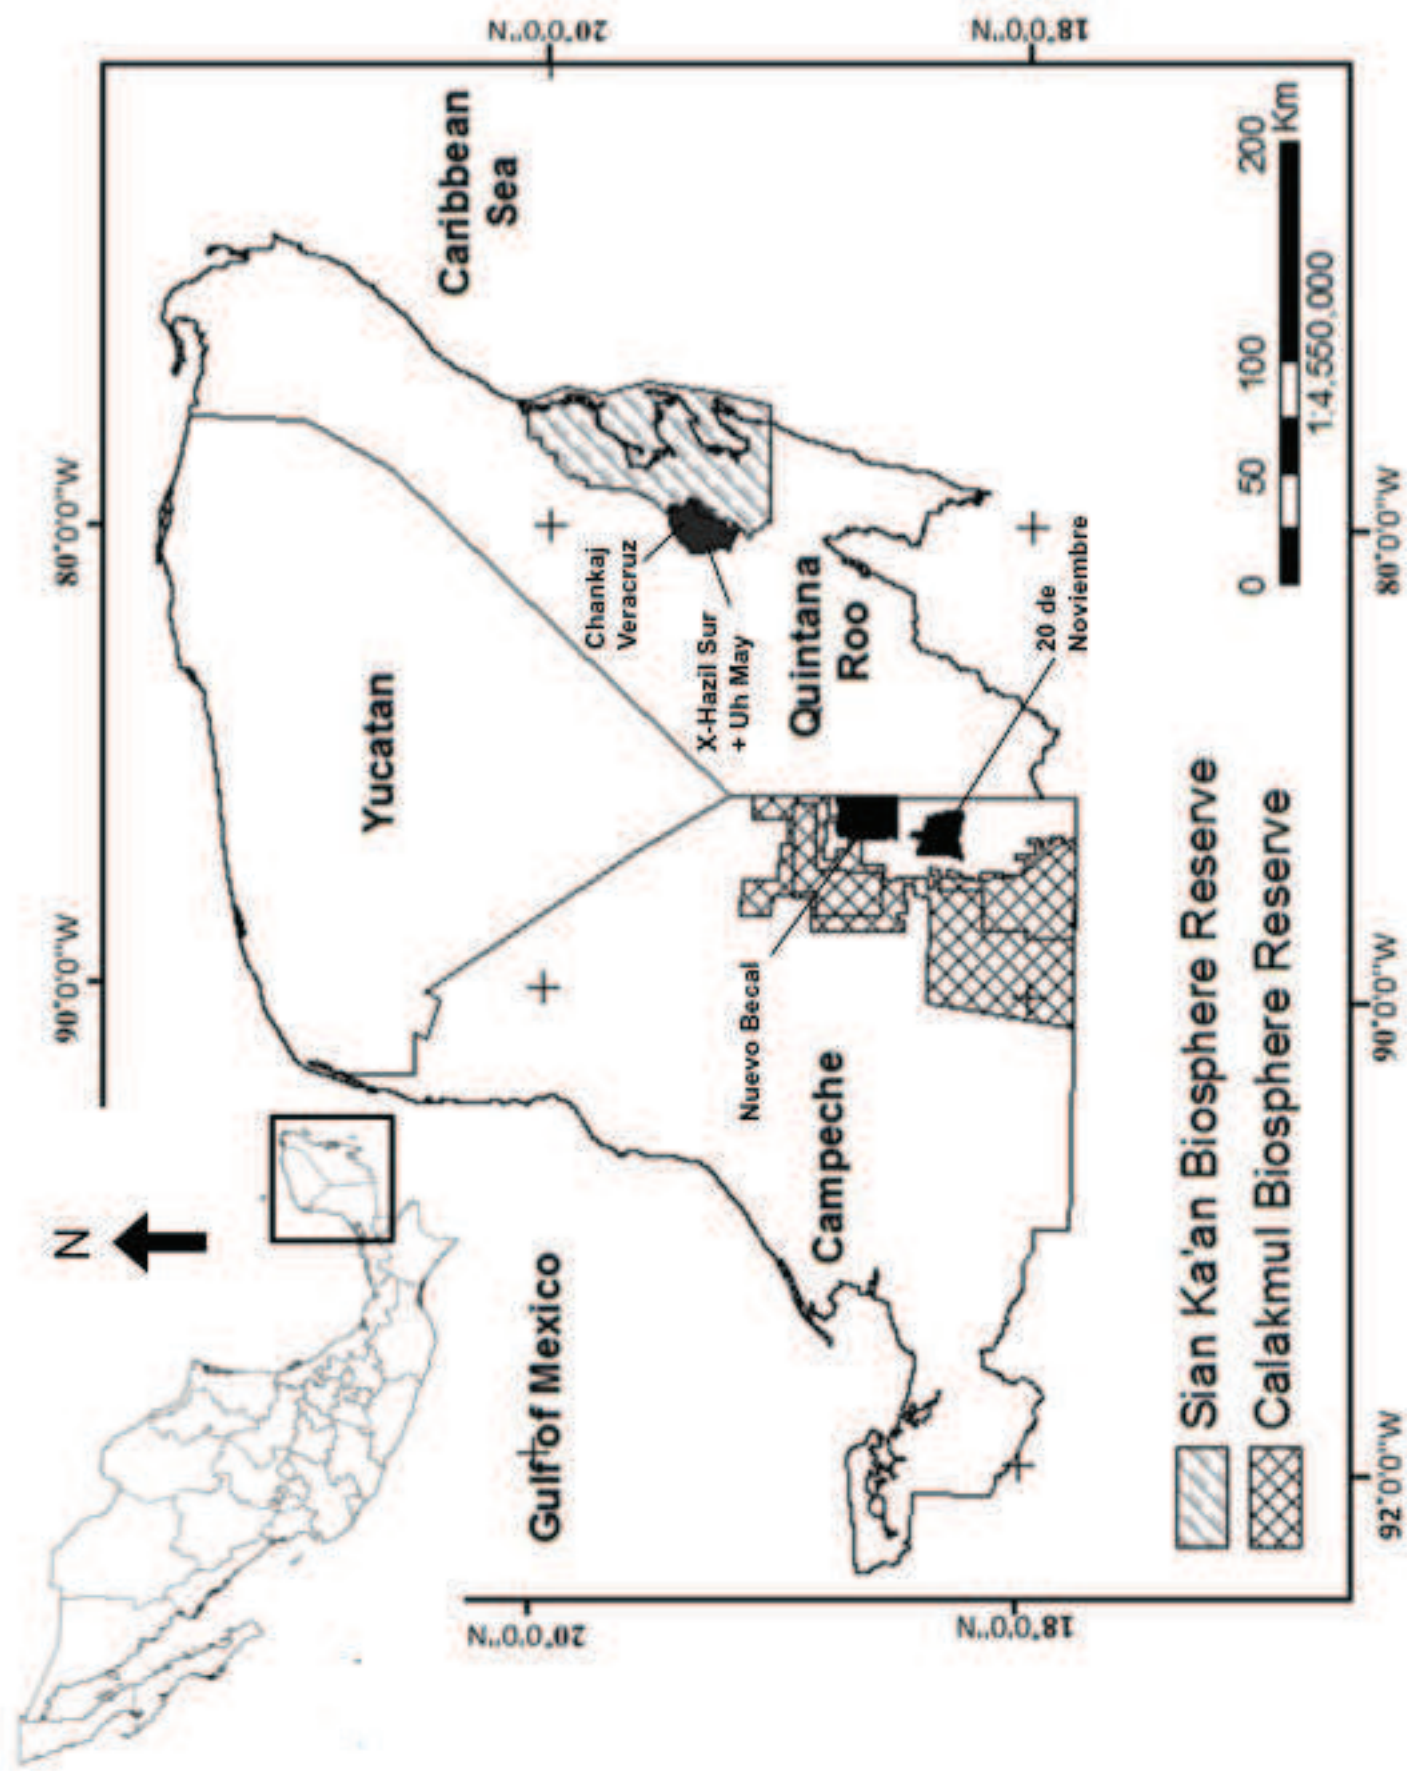 N
80°0'0"W
90°0'0"W
20°0'0"N
18°0'0"N
Caribbean
Sea
Yucatan
Chankaj
Veracruz
X-Hazil Sur
+ Uh May
Quintana
Roo
20 de
Noviembre
Nuevo Becal
Campeche
Gulf of Mexico
20°0'0"N
18°0'0"N
Sian Ka'an Biosphere Reserve
Calakmul Biosphere Reserve
0 50 100 200
Km
1:4,550,000
92°0'0"W
90°0'0"W
80°0'0"W